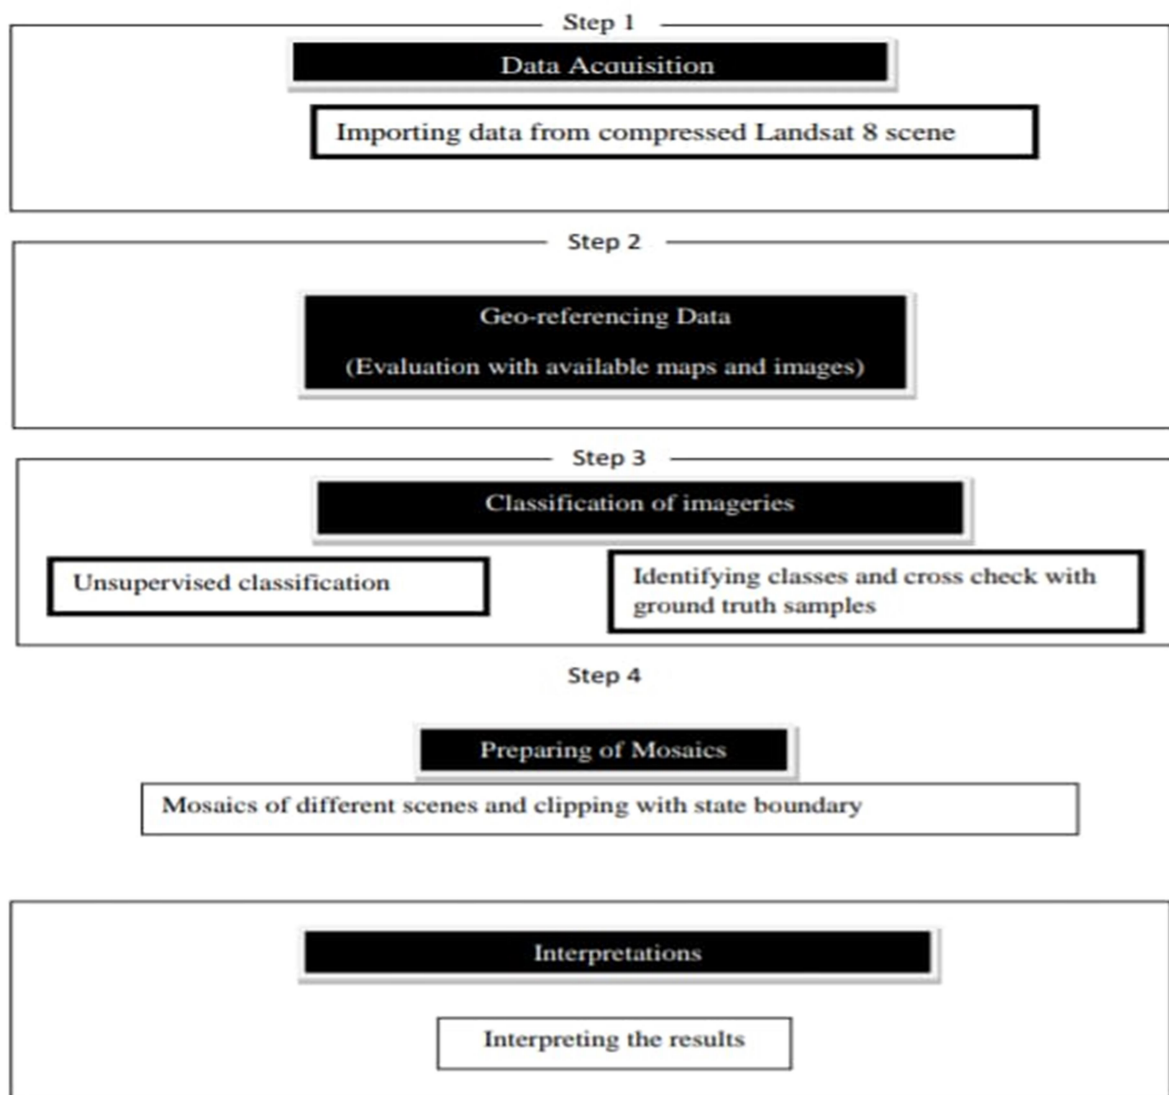 Step 1
Data Acquisition
Importing data from compressed Landsat 8 scene
Step 2
Geo-referencing Data
(Evaluation with available maps and images)
Step 3
Classification of imageries
Unsupervised classification
Identifying classes and cross check with
ground truth samples
Step 4
Preparing of Mosaics
Mosaics of different scenes and clipping with state boundary
Interpretations
Interpreting the results